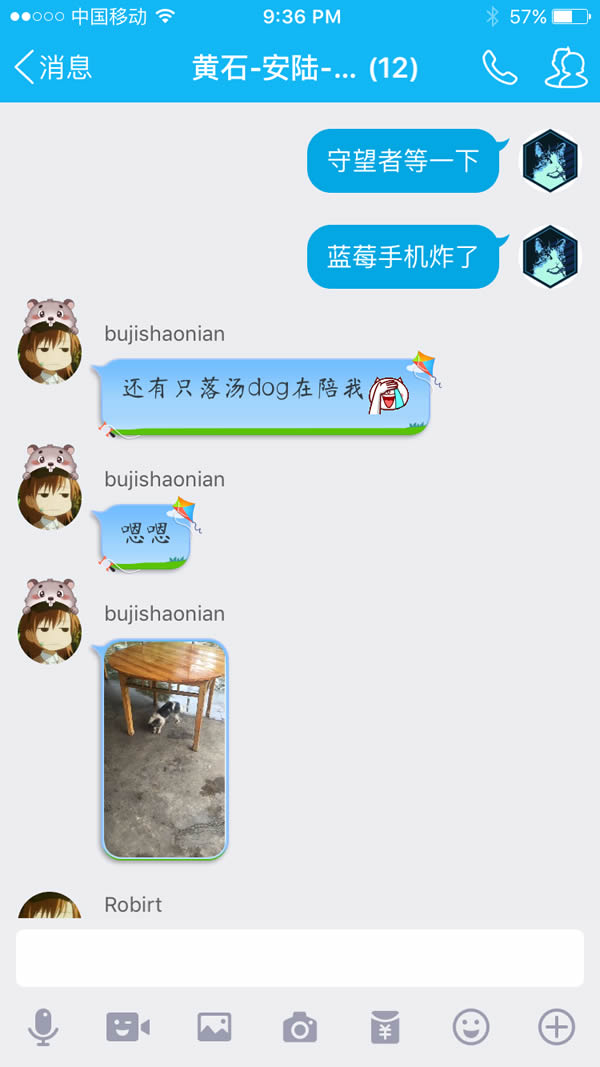 中国移动 9:36 PM 57%
消息 黄石-安陆-... (12)
守望者等一下
蓝莓手机炸了
bujishaonian
还有只落汤dog在陪我
bujishaonian
嗯嗯
bujishaonian
Robirt
¥